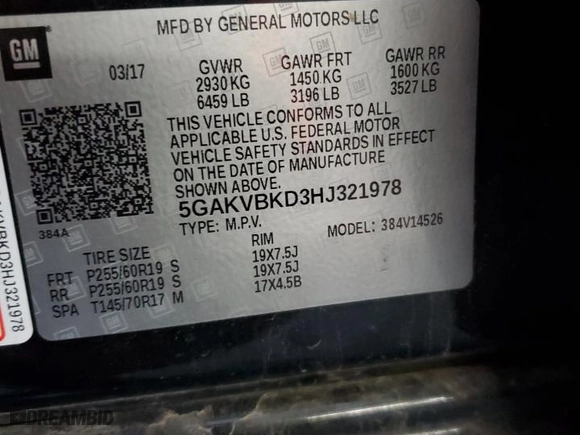 MFD BY GENERAL MOTORS LLC
GM
03/17
GVWR GAWR FRT GAWR RR
2930 KG 1450 KG 1600 KG
6459 LB 3196 LB 3527 LB
THIS VEHICLE CONFORMS TO ALL
APPLICABLE U.S. FEDERAL MOTOR
VEHICLE SAFETY STANDARDS IN EFFECT
ON THE DATE OF MANUFACTURE
SHOWN ABOVE.
384A
5GAKVBKD3HJ321978
TYPE: M.P.V. MODEL: 384V14526
TIRE SIZE RIM
FRT P255/60R19 S 19X7.5J
RR P255/60R19 S 19X7.5J
SPA T145/70R17 M 17X4.5B
AKVBKD3HJ321978
DREAMBID